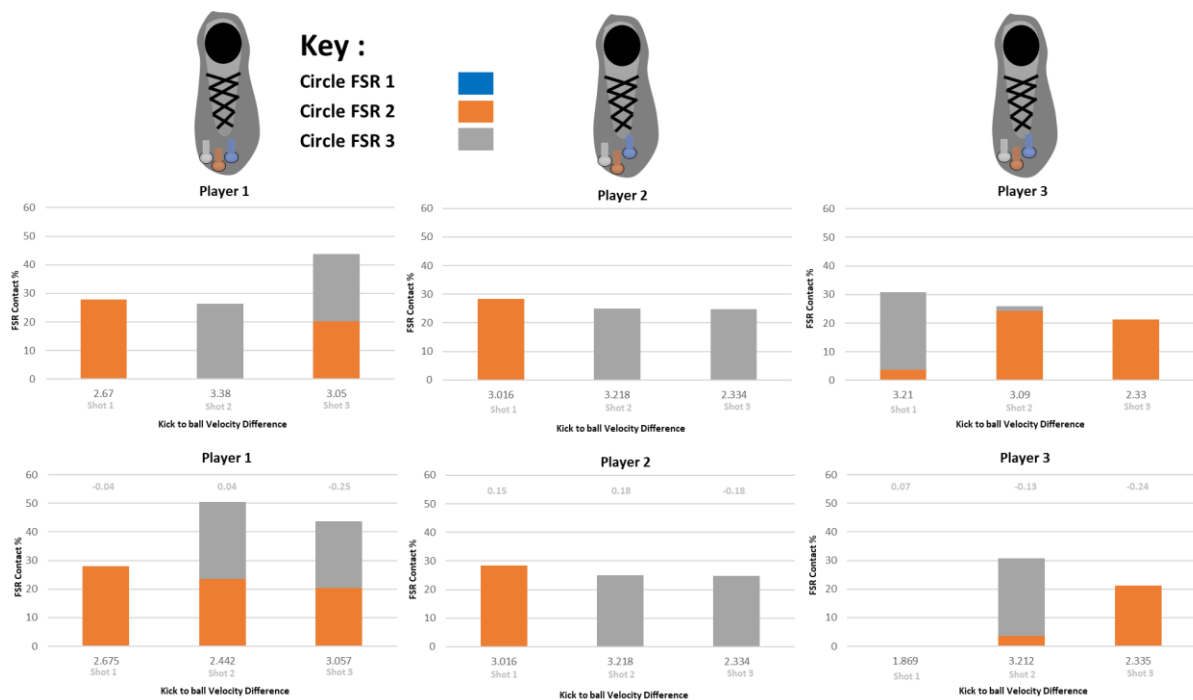 Key :
Circle FSR 1
Circle FSR 2
Circle FSR 3
Player 1
60
50
40
30
20
10
0
FSR Contact %
2.67 3.38 3.05
Shot 1 Shot 2 Shot 3
Kick to ball Velocity Difference
Player 2
60
50
40
30
20
10
0
FSR Contact %
3.016 3.218 2.334
Shot 1 Shot 2 Shot 3
Kick to ball Velocity Difference
Player 3
60
50
40
30
20
10
0
FSR Contact %
3.21 3.09 2.33
Shot 1 Shot 2 Shot 3
Kick to ball Velocity Difference
Player 1
60
-0.04 0.04 -0.25
50
40
30
20
10
0
FSR Contact %
2.675 2.442 3.057
Shot 1 Shot 2 Shot 3
Kick to ball Velocity Difference
Player 2
60
0.15 0.18 -0.18
50
40
30
20
10
0
FSR Contact %
3.016 3.218 2.334
Shot 1 Shot 2 Shot 3
Kick to ball Velocity Difference
Player 3
60
0.07 -0.13 -0.24
50
40
30
20
10
0
FSR Contact %
1.869 3.212 2.335
Shot 1 Shot 2 Shot 3
Kick to ball Velocity Difference